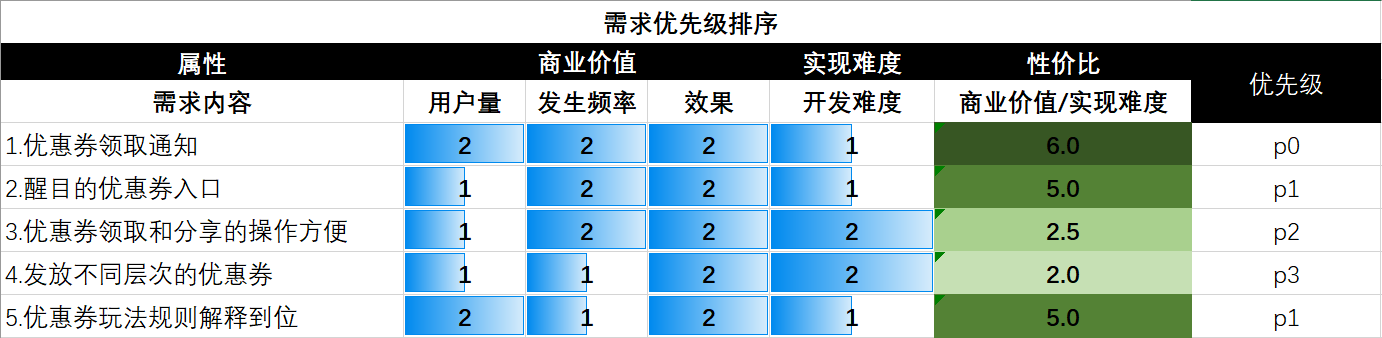 需求优先级排序
属性 商业价值 实现难度 性价比 优先级
需求内容 用户量 发生频率 效果 开发难度 商业价值/实现难度
1.优惠券领取通知 2 2 2 1 6.0 p0
2.醒目的优惠券入口 1 2 2 1 5.0 p1
3.优惠券领取和分享的操作方便 1 2 2 2 2.5 p2
4.发放不同层次的优惠券 1 1 2 2 2.0 p3
5.优惠券玩法规则解释到位 2 1 2 1 5.0 p1